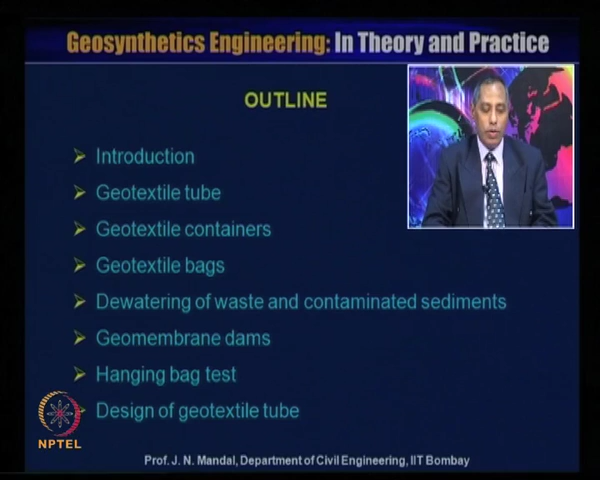 Geosynthetics Engineering: In Theory and Practice
OUTLINE
Introduction
Geotextile tube
Geotextile containers
Geotextile bags
Dewatering of waste and contaminated sediments
Geomembrane dams
Hanging bag test
Design of geotextile tube
NPTEL
Prof. J. N. Mandal, Department of Civil Engineering, IIT Bombay